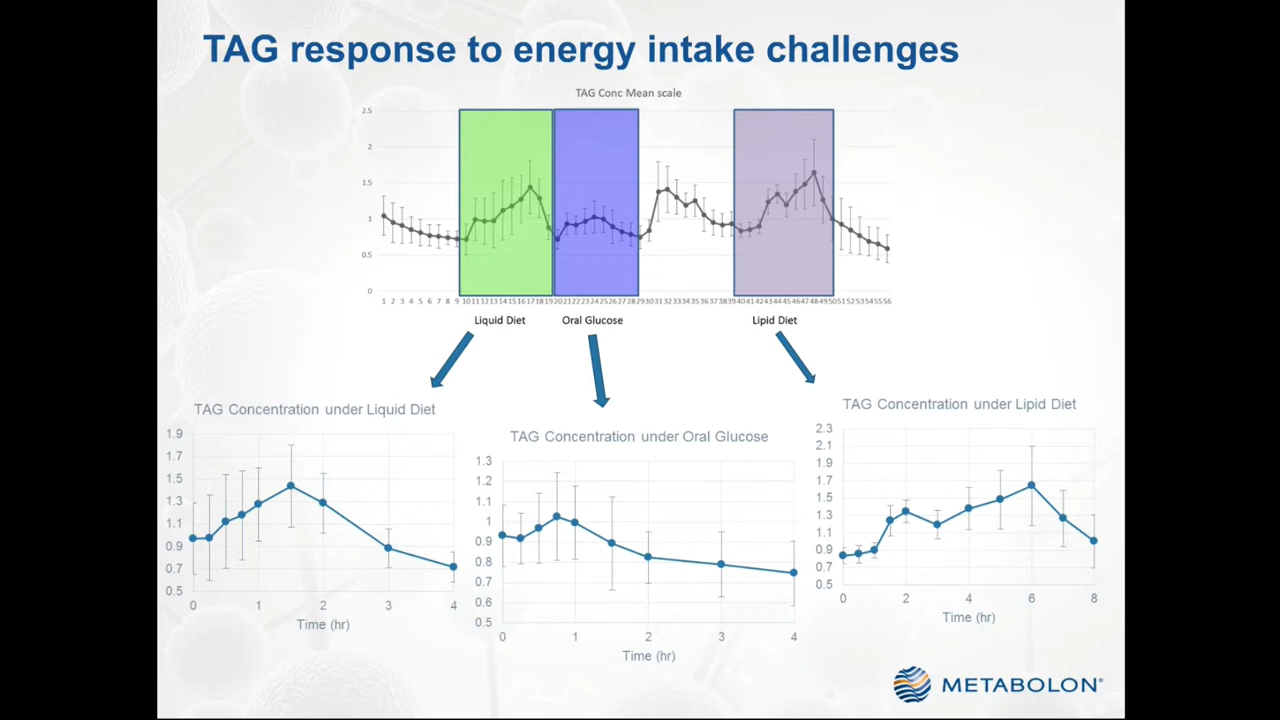 TAG response to energy intake challenges
TAG Conc Mean scale
2.5
2
1.5
1
0.5
0
1 2 3 4 5 6 7 8 9 10 11 12 13 14 15 16 17 18 19 20 21 22 23 24 25 26 27 28 29 30 31 32 33 34 35 36 37 38 39 40 41 42 43 44 45 46 47 48 49 50 51 52 53 54 55 56
Liquid Diet
Oral Glucose
Lipid Diet
TAG Concentration under Liquid Diet
1.9
1.7
1.5
1.3
1.1
0.9
0.7
0.5
0 1 2 3 4
Time (hr)
TAG Concentration under Oral Glucose
1.3
1.2
1.1
1
0.9
0.8
0.7
0.6
0.5
0 1 2 3 4
Time (hr)
TAG Concentration under Lipid Diet
2.3
2.1
1.9
1.7
1.5
1.3
1.1
0.9
0.7
0.5
0 2 4 6 8
Time (hr)
METABOLON®